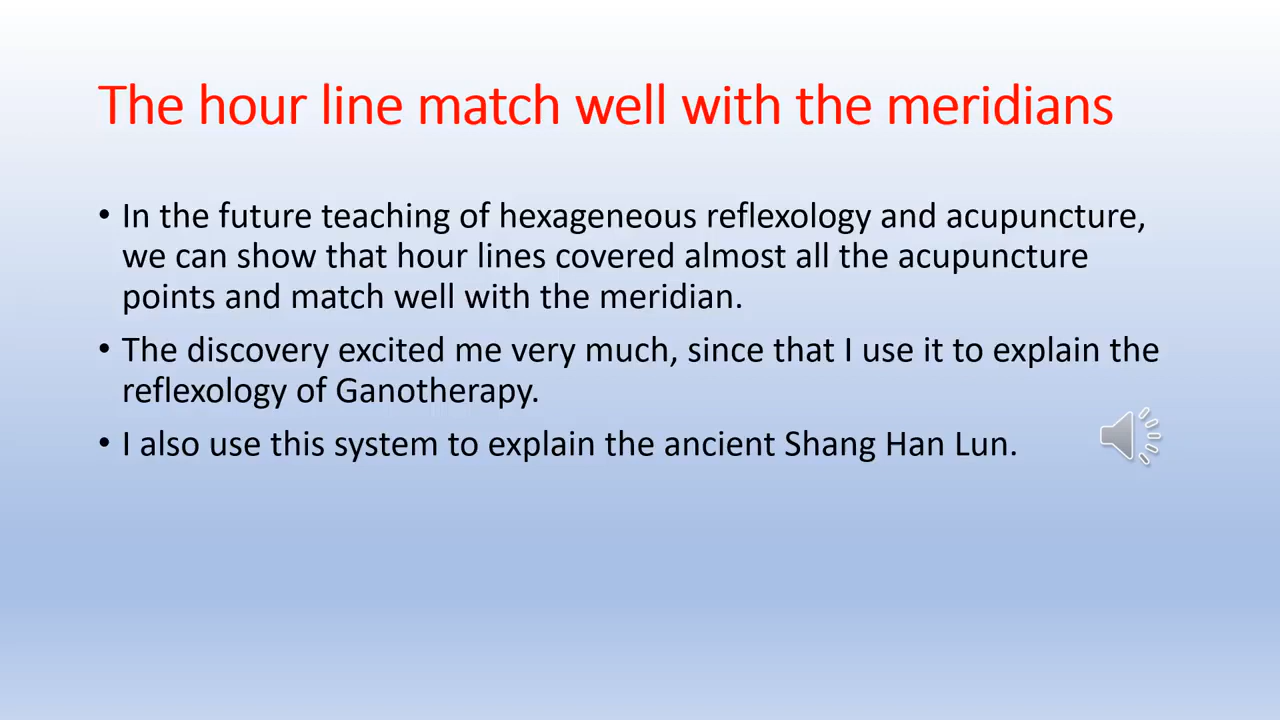 The hour line match well with the meridians
• In the future teaching of hexageneous reflexology and acupuncture,
we can show that hour lines covered almost all the acupuncture
points and match well with the meridian.
• The discovery excited me very much, since that I use it to explain the
reflexology of Ganotherapy.
• I also use this system to explain the ancient Shang Han Lun.